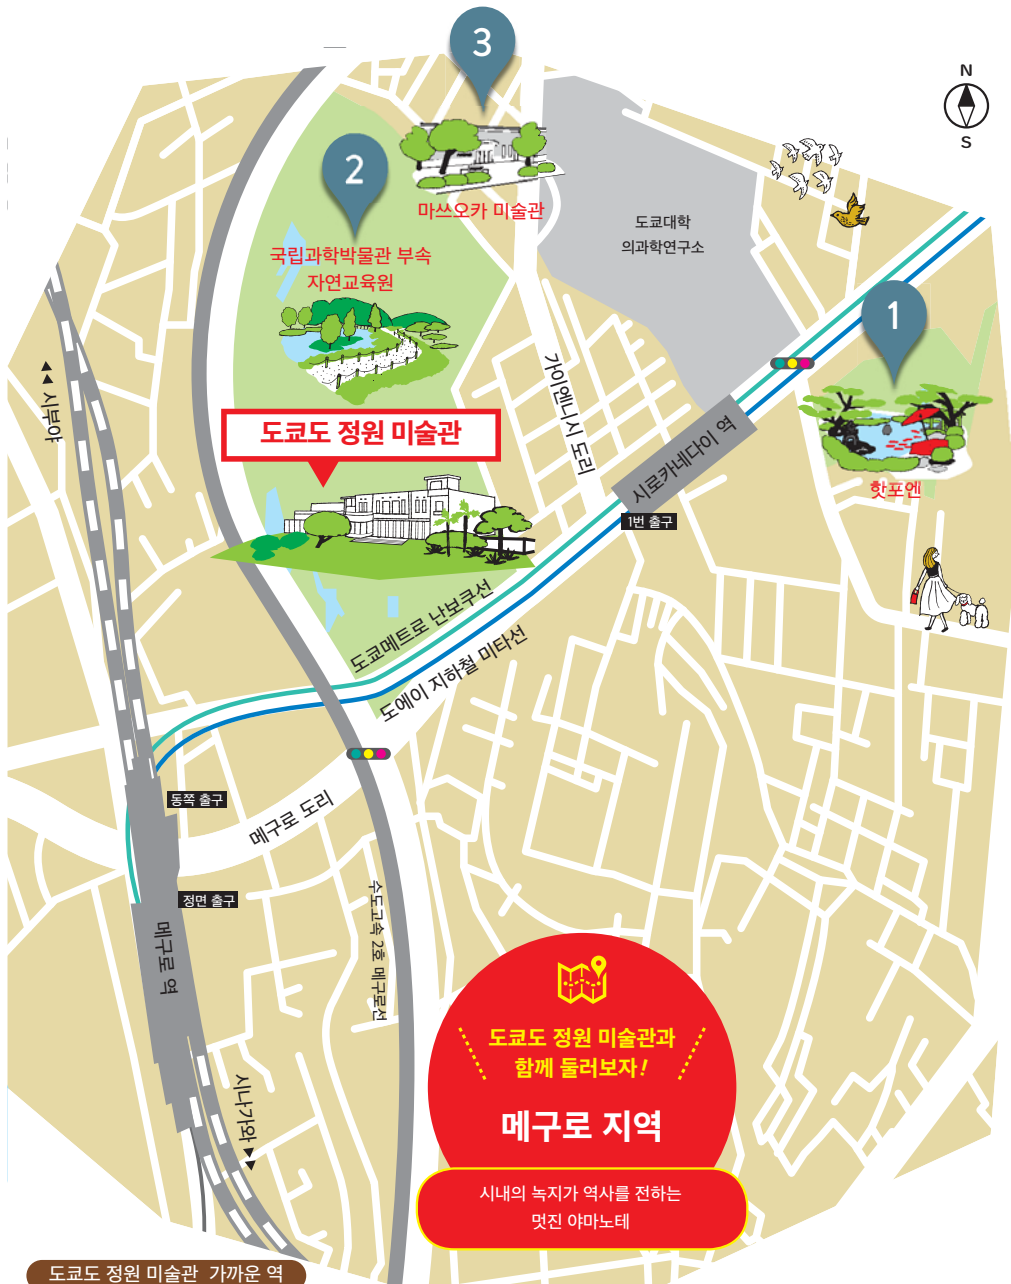 3
N
S
2
마쓰오카 미술관
도쿄대학
의과학연구소
국립과학박물관 부속
자연교육원
1
시부야
가이엔니시 도리
도쿄도 정원 미술관
시로카네다이 역
핫포엔
1번 출구
도쿄메트로 난보쿠선
도에이 지하철 미타선
동쪽 출구
메구로 도리
정면 출구
수도고속 2호 메구로선
메구로 역
시나가와
도쿄도 정원 미술관과
함께 둘러보자!
메구로 지역
시내의 녹지가 역사를 전하는
멋진 야마노테
도쿄도 정원 미술관 가까운 역